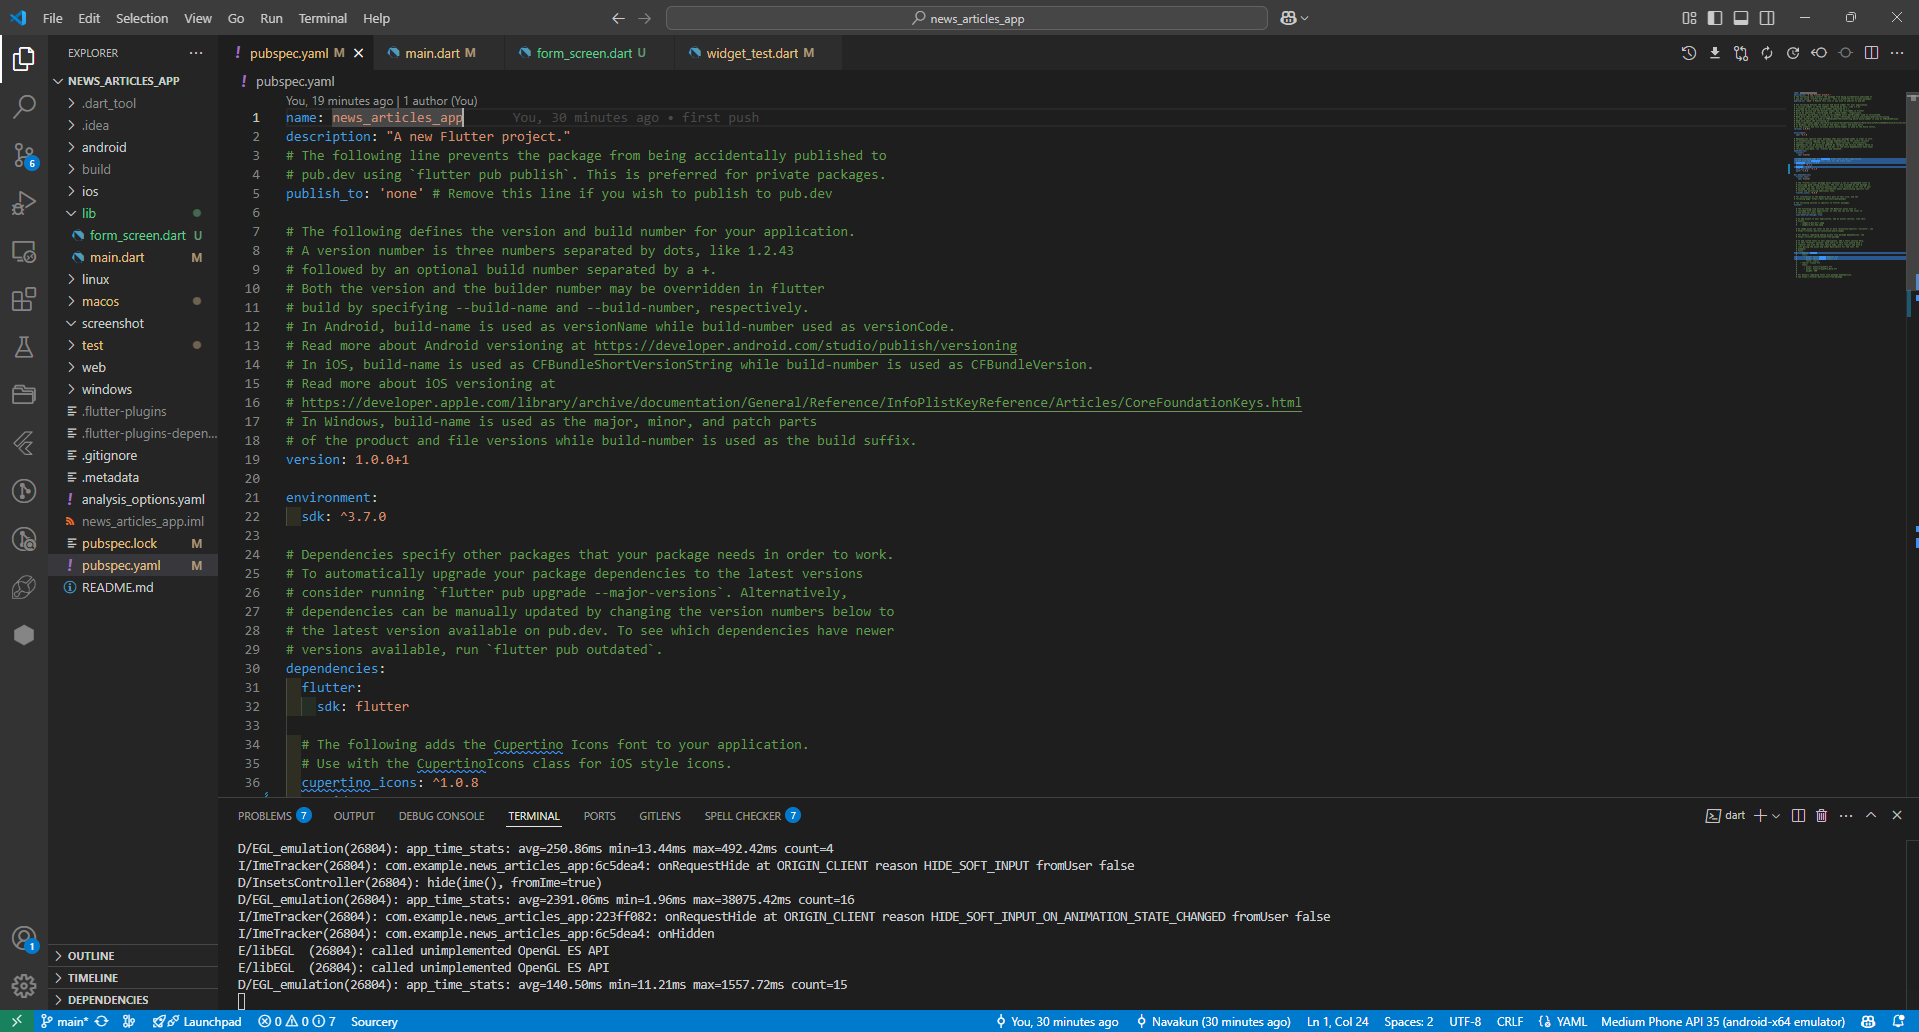 File Edit Selection View Go Run Terminal Help
news_articles_app
EXPLORER
NEWS_ARTICLES_APP
.dart_tool
.idea
android
build
ios
lib
form_screen.dart U
main.dart M
linux
macos
screenshot
test
web
windows
.flutter-plugins
.flutter-plugins-depen...
.gitignore
.metadata
analysis_options.yaml
news_articles_app.iml
pubspec.lock M
pubspec.yaml M
README.md
OUTLINE
TIMELINE
DEPENDENCIES
6
1
pubspec.yaml M main.dart M form_screen.dart U widget_test.dart M
pubspec.yaml
You, 19 minutes ago | 1 author (You)
1 name: news_articles_app You, 30 minutes ago • first push
2 description: "A new Flutter project."
3 # The following line prevents the package from being accidentally published to
4 # pub.dev using `flutter pub publish`. This is preferred for private packages.
5 publish_to: 'none' # Remove this line if you wish to publish to pub.dev
6
7 # The following defines the version and build number for your application.
8 # A version number is three numbers separated by dots, like 1.2.43
9 # followed by an optional build number separated by a +.
10 # Both the version and the builder number may be overridden in flutter
11 # build by specifying --build-name and --build-number, respectively.
12 # In Android, build-name is used as versionName while build-number used as versionCode.
13 # Read more about Android versioning at https://developer.android.com/studio/publish/versioning
14 # In iOS, build-name is used as CFBundleShortVersionString while build-number is used as CFBundleVersion.
15 # Read more about iOS versioning at
16 # https://developer.apple.com/library/archive/documentation/General/Reference/InfoPlistKeyReference/Articles/CoreFoundationKeys.html
17 # In Windows, build-name is used as the major, minor, and patch parts
18 # of the product and file versions while build-number is used as the build suffix.
19 version: 1.0.0+1
20
21 environment:
22 sdk: ^3.7.0
23
24 # Dependencies specify other packages that your package needs in order to work.
25 # To automatically upgrade your package dependencies to the latest versions
26 # consider running `flutter pub upgrade --major-versions`. Alternatively,
27 # dependencies can be manually updated by changing the version numbers below to
28 # the latest version available on pub.dev. To see which dependencies have newer
29 # versions available, run `flutter pub outdated`.
30 dependencies:
31 flutter:
32 sdk: flutter
33
34 # The following adds the Cupertino Icons font to your application.
35 # Use with the CupertinoIcons class for iOS style icons.
36 cupertino_icons: ^1.0.8
PROBLEMS 7 OUTPUT DEBUG CONSOLE TERMINAL PORTS GITLENS SPELL CHECKER 7 dart
D/EGL_emulation(26804): app_time_stats: avg=250.86ms min=13.44ms max=492.42ms count=4
I/ImeTracker(26804): com.example.news_articles_app:6c5dea4: onRequestHide at ORIGIN_CLIENT reason HIDE_SOFT_INPUT fromUser false
D/InsetsController(26804): hide(ime(), fromIme=true)
D/EGL_emulation(26804): app_time_stats: avg=2391.06ms min=1.96ms max=38075.42ms count=16
I/ImeTracker(26804): com.example.news_articles_app:223ff082: onRequestHide at ORIGIN_CLIENT reason HIDE_SOFT_INPUT_ON_ANIMATION_STATE_CHANGED fromUser false
I/ImeTracker(26804): com.example.news_articles_app:6c5dea4: onHidden
E/libEGL (26804): called unimplemented OpenGL ES API
E/libEGL (26804): called unimplemented OpenGL ES API
D/EGL_emulation(26804): app_time_stats: avg=140.50ms min=11.21ms max=1557.72ms count=15
main* Launchpad 0 0 7 Sourcery You, 30 minutes ago Navakun (30 minutes ago) Ln 1, Col 24 Spaces: 2 UTF-8 CRLF YAML Medium Phone API 35 (android-x64 emulator)